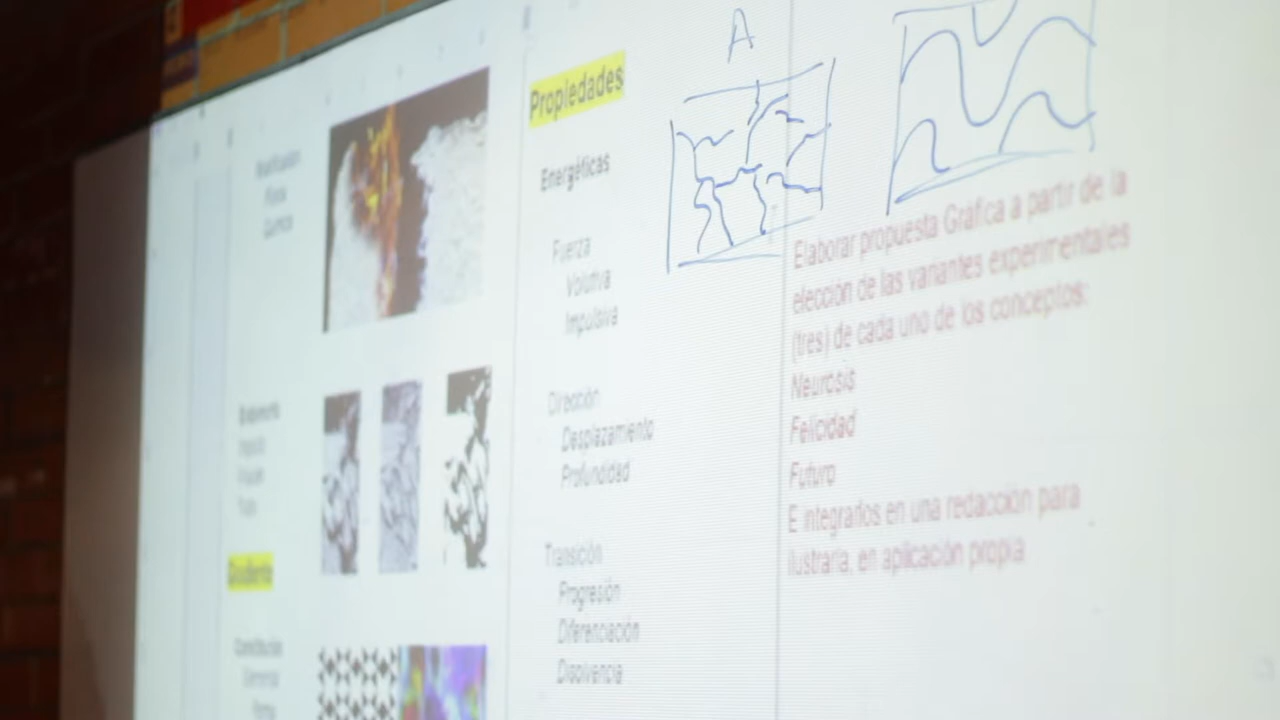 A
Propiedades
Energéticas
Fuerza
Volutiva
Impulsiva
Dirección
Desplazamiento
Profundidad
Transición
Progresión
Diferenciación
Disolvencia
Elaborar propuesta Gráfica a partir de la
elección de las variantes experimentales
(tres) de cada uno de los conceptos:
Neurosis
Felicidad
Futuro
E integrarlos en una redacción para
ilustrarla, en aplicación propia